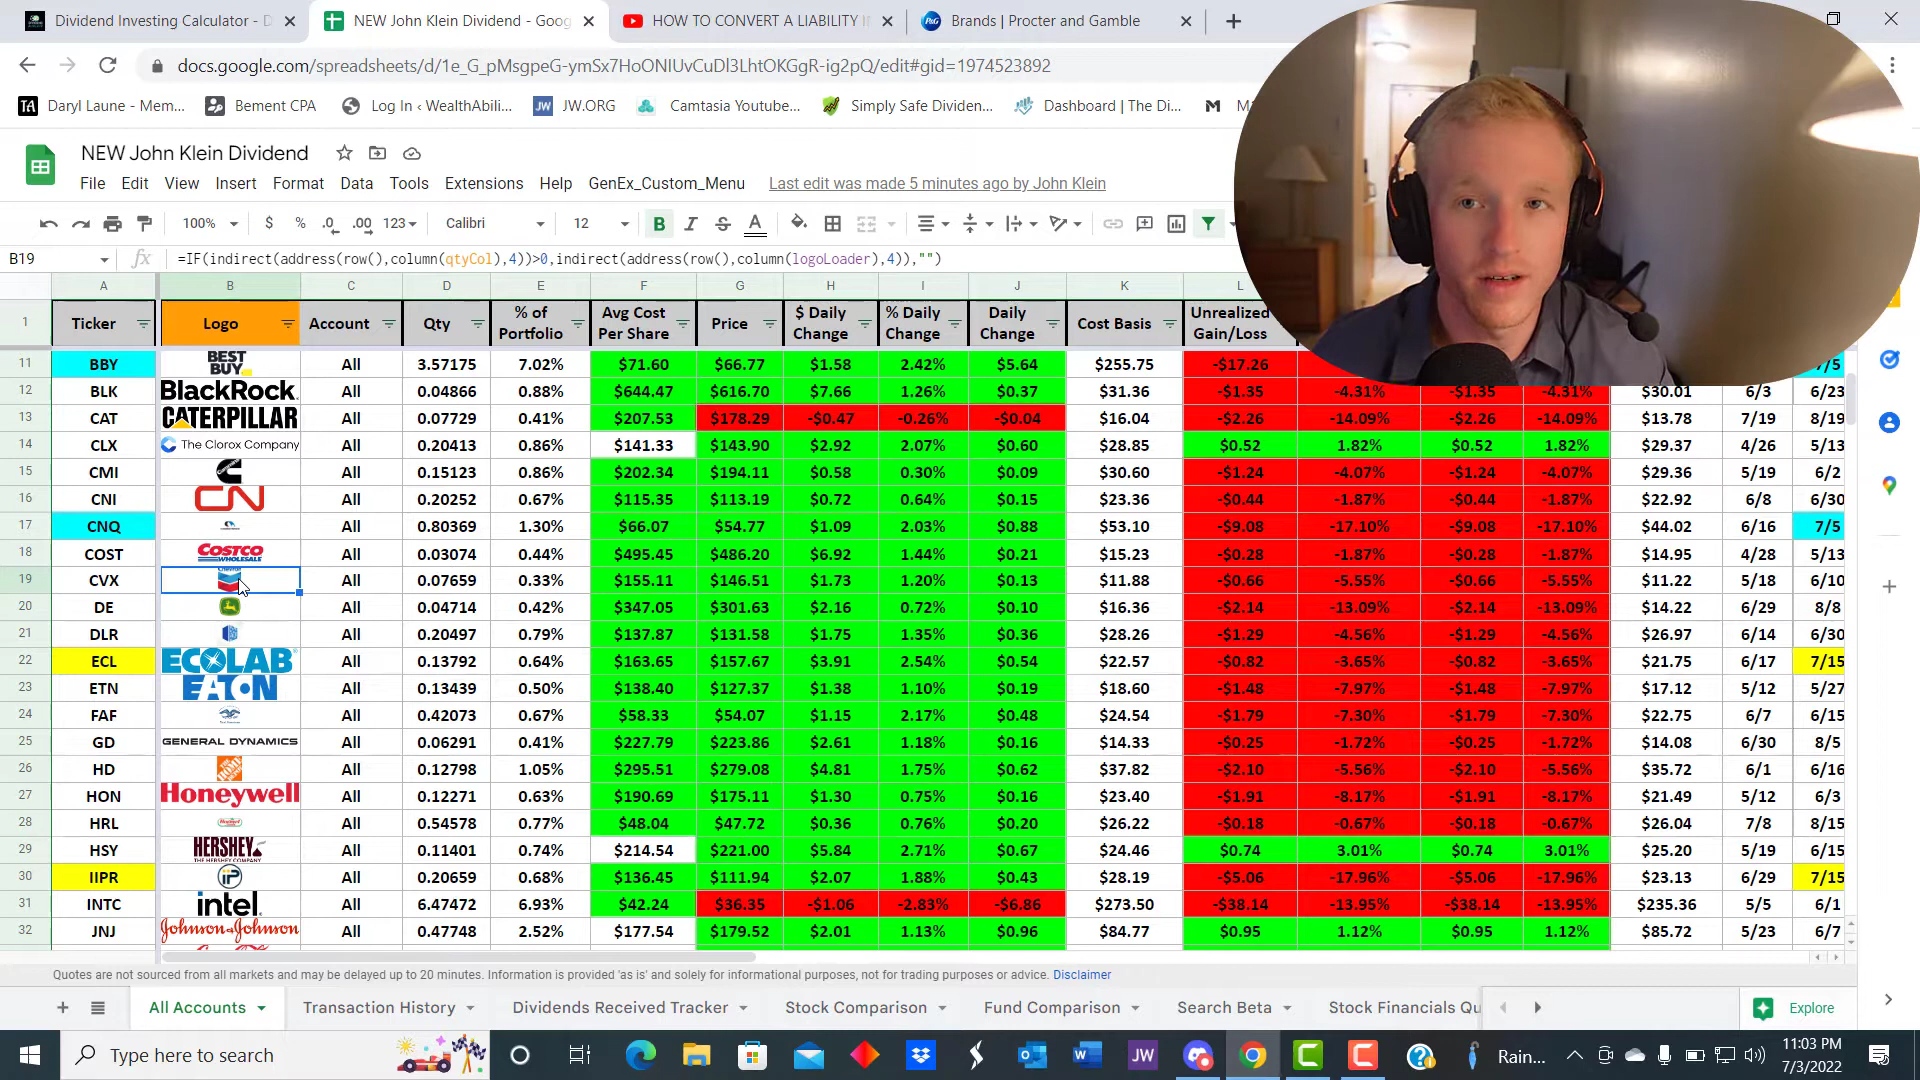 Dividend Investing Calculator - D
NEW John Klein Dividend - Goog
HOW TO CONVERT A LIABILITY I
Brands | Procter and Gamble
docs.google.com/spreadsheets/d/1e_G_pMsgpeG-ymSx7HoONIUvCuDl3LhtOKGgR-ig2pQ/edit#gid=1974523892
Daryl Laune - Mem... Bement CPA Log In ‹ WealthAbili... JW.ORG Camtasia Youtube... Simply Safe Dividen... Dashboard | The Di...
NEW John Klein Dividend
File Edit View Insert Format Data Tools Extensions Help GenEx_Custom_Menu Last edit was made 5 minutes ago by John Klein
100% $ % .0 .00 123 Calibri 12 B I S A
B19 fx =IF(indirect(address(row(),column(qtyCol),4))>0,indirect(address(row(),column(logoLoader),4)),"")
A B C D E F G H I J K L
1 Ticker Logo Account Qty % of Portfolio Avg Cost Per Share Price $ Daily Change % Daily Change Daily Change Cost Basis Unrealized Gain/Loss
11 BBY BEST BUY All 3.57175 7.02% $71.60 $66.77 $1.58 2.42% $5.64 $255.75 -$17.26 7/5
12 BLK BlackRock. All 0.04866 0.88% $644.47 $616.70 $7.66 1.26% $0.37 $31.36 -$1.35 -4.31% -$1.35 -4.31% $30.01 6/3 6/23
13 CAT CATERPILLAR All 0.07729 0.41% $207.53 $178.29 -$0.47 -0.26% -$0.04 $16.04 -$2.26 -14.09% -$2.26 -14.09% $13.78 7/19 8/19
14 CLX The Clorox Company All 0.20413 0.86% $141.33 $143.90 $2.92 2.07% $0.60 $28.85 $0.52 1.82% $0.52 1.82% $29.37 4/26 5/13
15 CMI All 0.15123 0.86% $202.34 $194.11 $0.58 0.30% $0.09 $30.60 -$1.24 -4.07% -$1.24 -4.07% $29.36 5/19 6/2
16 CNI CN All 0.20252 0.67% $115.35 $113.19 $0.72 0.64% $0.15 $23.36 -$0.44 -1.87% -$0.44 -1.87% $22.92 6/8 6/30
17 CNQ All 0.80369 1.30% $66.07 $54.77 $1.09 2.03% $0.88 $53.10 -$9.08 -17.10% -$9.08 -17.10% $44.02 6/16 7/5
18 COST COSTCO WHOLESALE All 0.03074 0.44% $495.45 $486.20 $6.92 1.44% $0.21 $15.23 -$0.28 -1.87% -$0.28 -1.87% $14.95 4/28 5/13
19 CVX Chevron All 0.07659 0.33% $155.11 $146.51 $1.73 1.20% $0.13 $11.88 -$0.66 -5.55% -$0.66 -5.55% $11.22 5/18 6/10
20 DE All 0.04714 0.42% $347.05 $301.63 $2.16 0.72% $0.10 $16.36 -$2.14 -13.09% -$2.14 -13.09% $14.22 6/29 8/8
21 DLR All 0.20497 0.79% $137.87 $131.58 $1.75 1.35% $0.36 $28.26 -$1.29 -4.56% -$1.29 -4.56% $26.97 6/14 6/30
22 ECL ECOLAB All 0.13792 0.64% $163.65 $157.67 $3.91 2.54% $0.54 $22.57 -$0.82 -3.65% -$0.82 -3.65% $21.75 6/17 7/15
23 ETN EATON All 0.13439 0.50% $138.40 $127.37 $1.38 1.10% $0.19 $18.60 -$1.48 -7.97% -$1.48 -7.97% $17.12 5/12 5/27
24 FAF All 0.42073 0.67% $58.33 $54.07 $1.15 2.17% $0.48 $24.54 -$1.79 -7.30% -$1.79 -7.30% $22.75 6/7 6/15
25 GD GENERAL DYNAMICS All 0.06291 0.41% $227.79 $223.86 $2.61 1.18% $0.16 $14.33 -$0.25 -1.72% -$0.25 -1.72% $14.08 6/30 8/5
26 HD All 0.12798 1.05% $295.51 $279.08 $4.81 1.75% $0.62 $37.82 -$2.10 -5.56% -$2.10 -5.56% $35.72 6/1 6/16
27 HON Honeywell All 0.12271 0.63% $190.69 $175.11 $1.30 0.75% $0.16 $23.40 -$1.91 -8.17% -$1.91 -8.17% $21.49 5/12 6/3
28 HRL All 0.54578 0.77% $48.04 $47.72 $0.36 0.76% $0.20 $26.22 -$0.18 -0.67% -$0.18 -0.67% $26.04 7/8 8/15
29 HSY HERSHEY THE HERSHEY COMPANY All 0.11401 0.74% $214.54 $221.00 $5.84 2.71% $0.67 $24.46 $0.74 3.01% $0.74 3.01% $25.20 5/19 6/15
30 IIPR All 0.20659 0.68% $136.45 $111.94 $2.07 1.88% $0.43 $28.19 -$5.06 -17.96% -$5.06 -17.96% $23.13 6/29 7/15
31 INTC intel. All 6.47472 6.93% $42.24 $36.35 -$1.06 -2.83% -$6.86 $273.50 -$38.14 -13.95% -$38.14 -13.95% $235.36 5/5 6/1
32 JNJ Johnson&Johnson All 0.47748 2.52% $177.54 $179.52 $2.01 1.13% $0.96 $84.77 $0.95 1.12% $0.95 1.12% $85.72 5/23 6/7
Quotes are not sourced from all markets and may be delayed up to 20 minutes. Information is provided 'as is' and solely for informational purposes, not for trading purposes or advice. Disclaimer
All Accounts Transaction History Dividends Received Tracker Stock Comparison Fund Comparison Search Beta Stock Financials Qu Explore
Type here to search JW Rain... 11:03 PM
7/3/2022